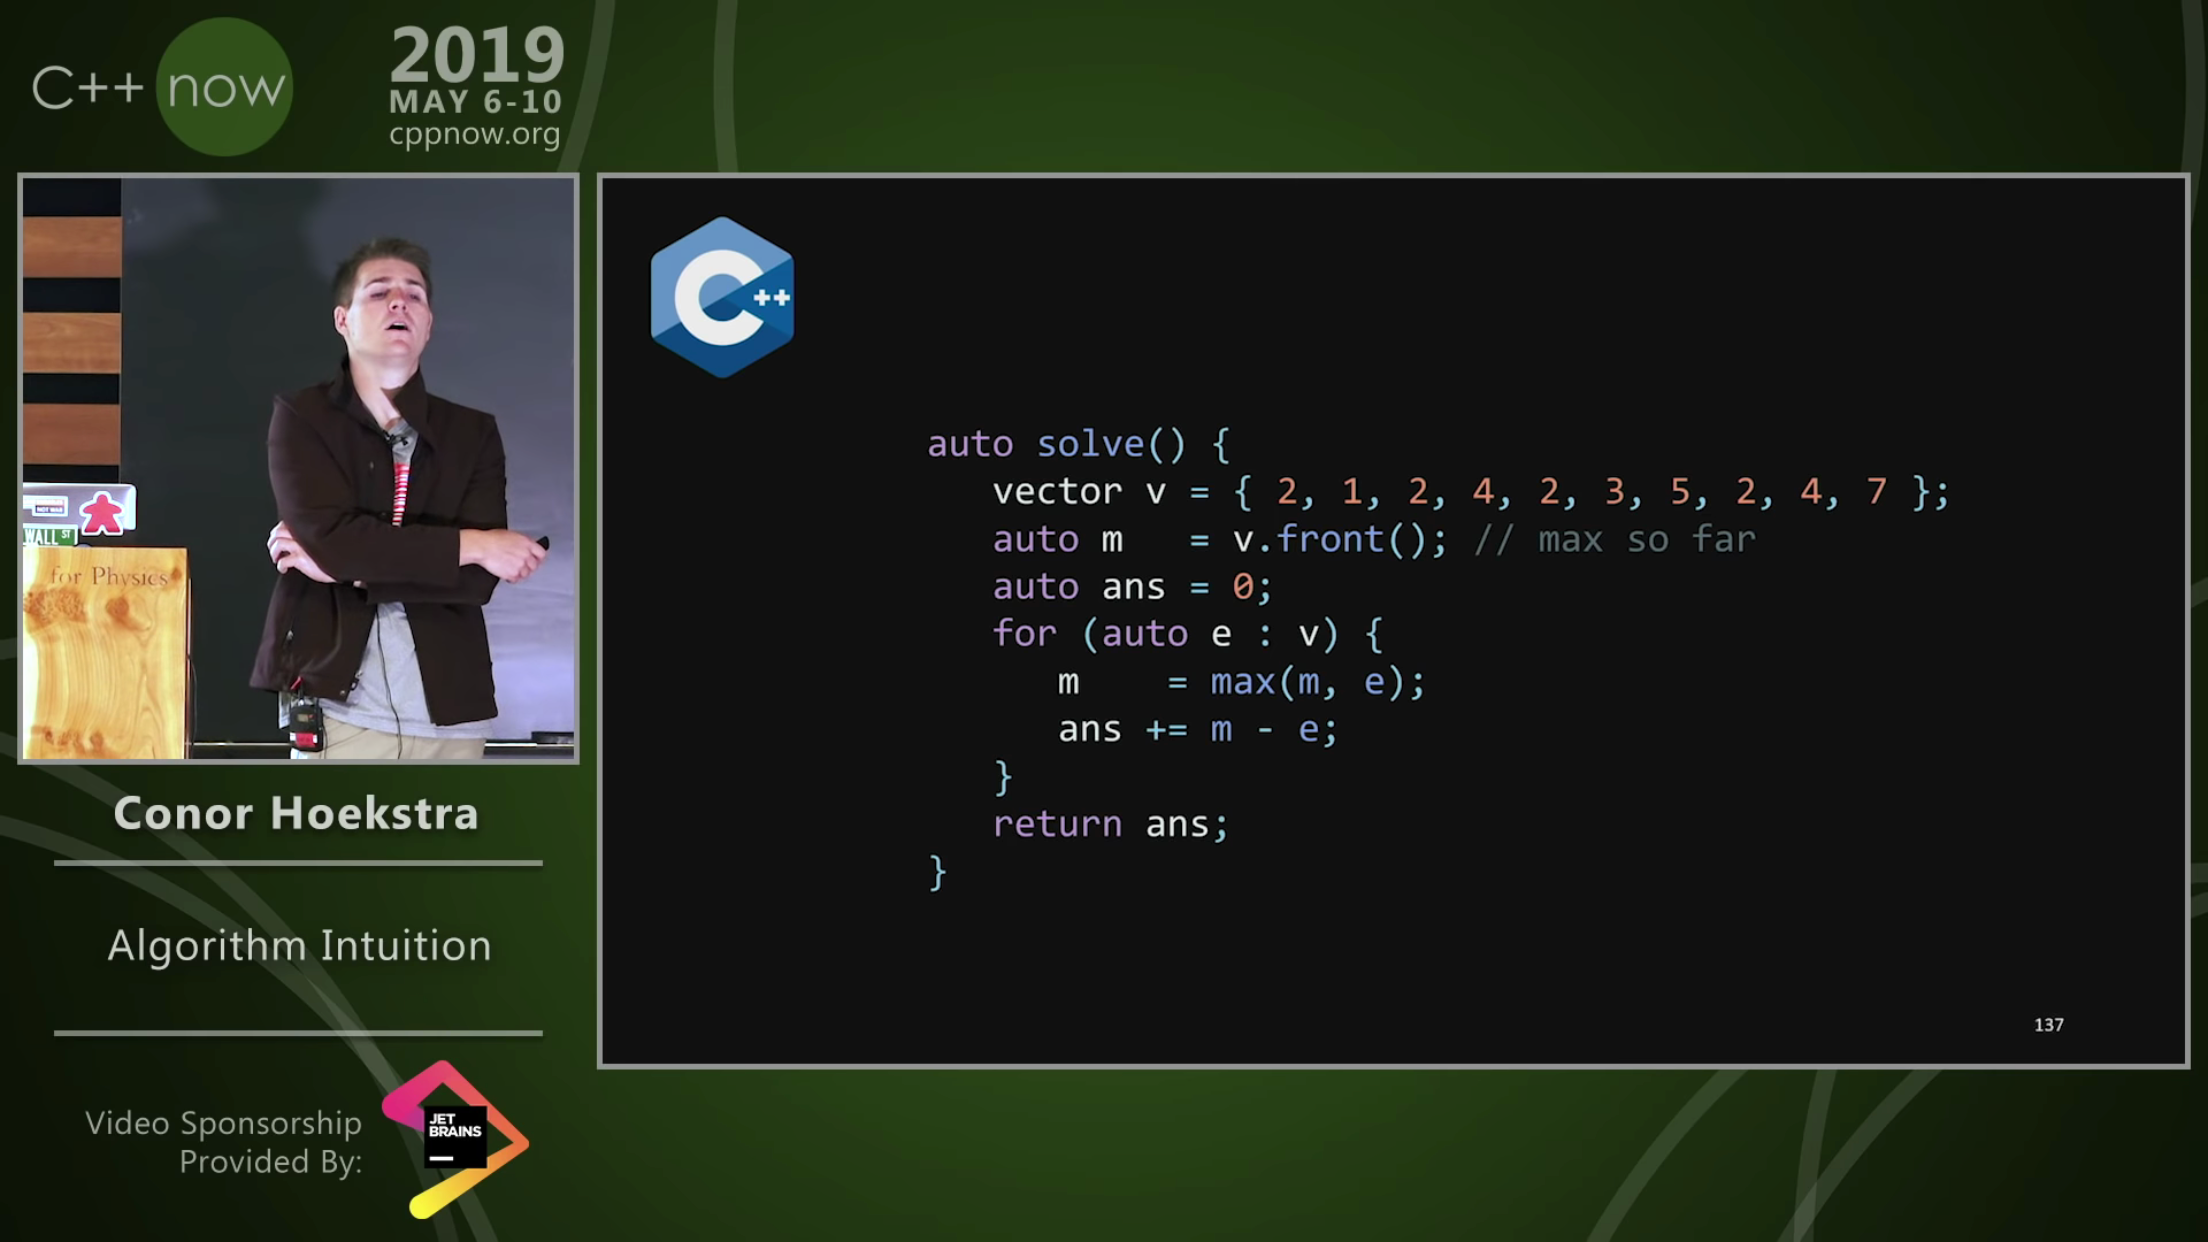 C++ now
2019
MAY 6-10
cppnow.org
WALL ST
for Physics
Conor Hoekstra
Algorithm Intuition
Video Sponsorship
Provided By:
JET
BRAINS
C++
auto solve() {
   vector v = { 2, 1, 2, 4, 2, 3, 5, 2, 4, 7 };
   auto m   = v.front(); // max so far
   auto ans = 0;
   for (auto e : v) {
      m    = max(m, e);
      ans += m - e;
   }
   return ans;
}
137